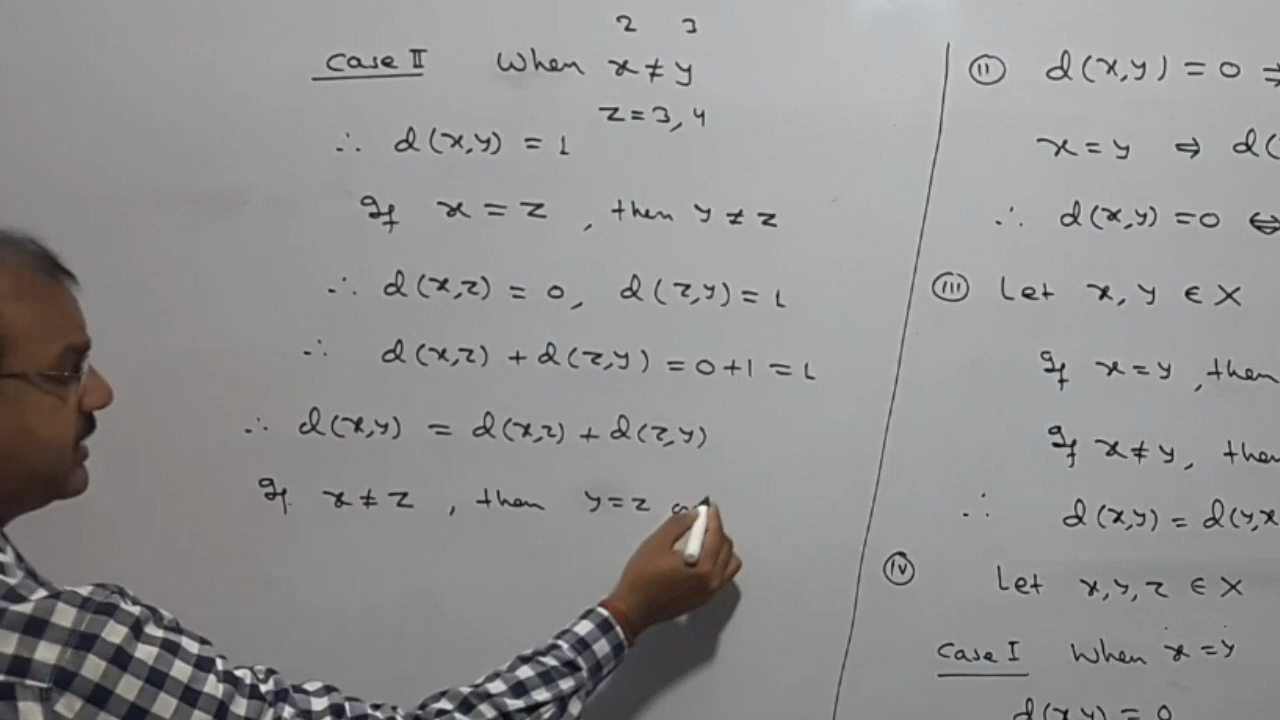 2 3
Case II When x ≠ y
z = 3, 4
∴ d(x,y) = 1
If x = z , then y ≠ z
∴ d(x,z) = 0, d(z,y) = 1
∴ d(x,z) + d(z,y) = 0+1 = 1
∴ d(x,y) = d(x,z) + d(z,y)
If x ≠ z , then y = z
(II) d(x,y) = 0 ⇒
x = y ⇒ d(
∴ d(x,y) = 0 ⇔
(III) Let x, y ∈ X
If x = y , then
If x ≠ y, then
∴ d(x,y) = d(y,x
(IV) Let x, y, z ∈ X
Case I When x = y
d(x,y) = 0